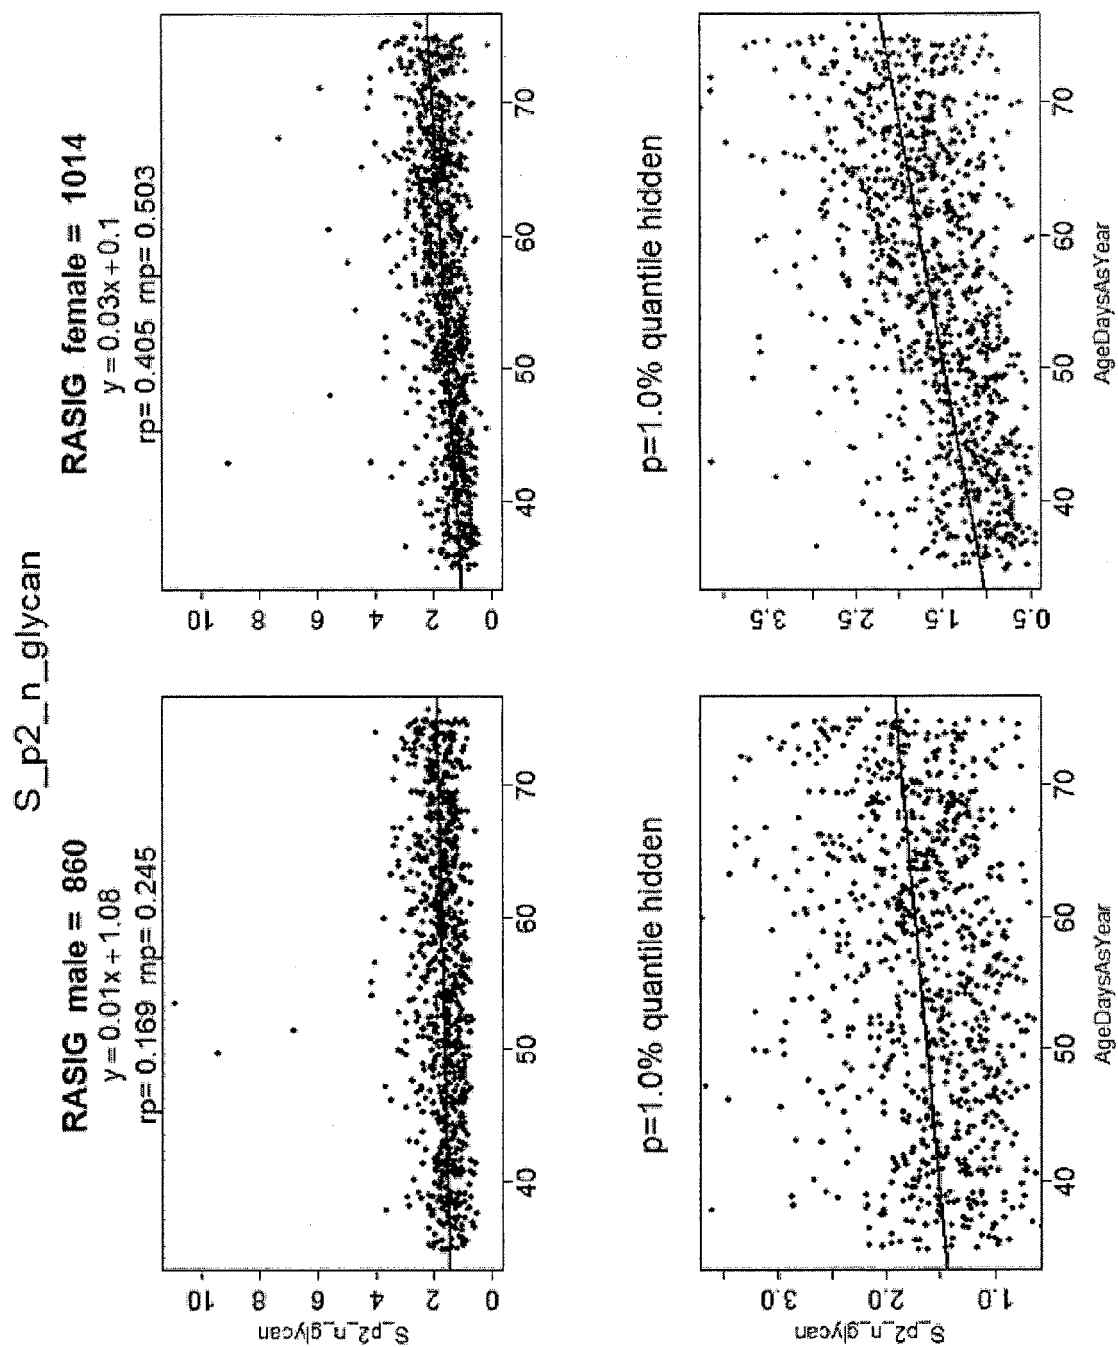 S_p2_n_glycan
RASIG male = 860
y = 0.01x + 1.08
rp= 0.169 rnp= 0.245
RASIG female = 1014
y = 0.03x + 0.1
rp= 0.405 rnp= 0.503
S_p2_n_glycan
0 2 4 6 8 10
40 50 60 70
0 2 4 6 8 10
40 50 60 70
p=1.0% quantile hidden
p=1.0% quantile hidden
S_p2_n_glycan
1.0 2.0 3.0
40 50 60 70
AgeDaysAsYear
0.5 1.5 2.5 3.5
40 50 60 70
AgeDaysAsYear